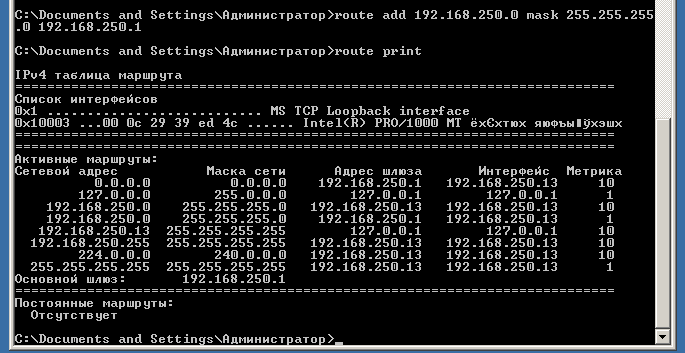 C:\Documents and Settings\Администратор>route add 192.168.250.0 mask 255.255.255
.0 192.168.250.1
C:\Documents and Settings\Администратор>route print
IPv4 таблица маршрута
===========================================================================
Список интерфейсов
0x1 ........................... MS TCP Loopback interface
0x10003 ...00 0c 29 39 ed 4c ...... Intel(R) PRO/1000 MT
===========================================================================
===========================================================================
Активные маршруты:
Сетевой адрес Маска сети Адрес шлюза Интерфейс Метрика
0.0.0.0 0.0.0.0 192.168.250.1 192.168.250.13 10
127.0.0.0 255.0.0.0 127.0.0.1 127.0.0.1 1
192.168.250.0 255.255.255.0 192.168.250.13 192.168.250.13 10
192.168.250.0 255.255.255.0 192.168.250.1 192.168.250.13 1
192.168.250.13 255.255.255.255 127.0.0.1 127.0.0.1 10
192.168.250.255 255.255.255.255 192.168.250.13 192.168.250.13 10
224.0.0.0 240.0.0.0 192.168.250.13 192.168.250.13 10
255.255.255.255 255.255.255.255 192.168.250.13 192.168.250.13 1
Основной шлюз: 192.168.250.1
===========================================================================
Постоянные маршруты:
Отсутствует
C:\Documents and Settings\Администратор>_